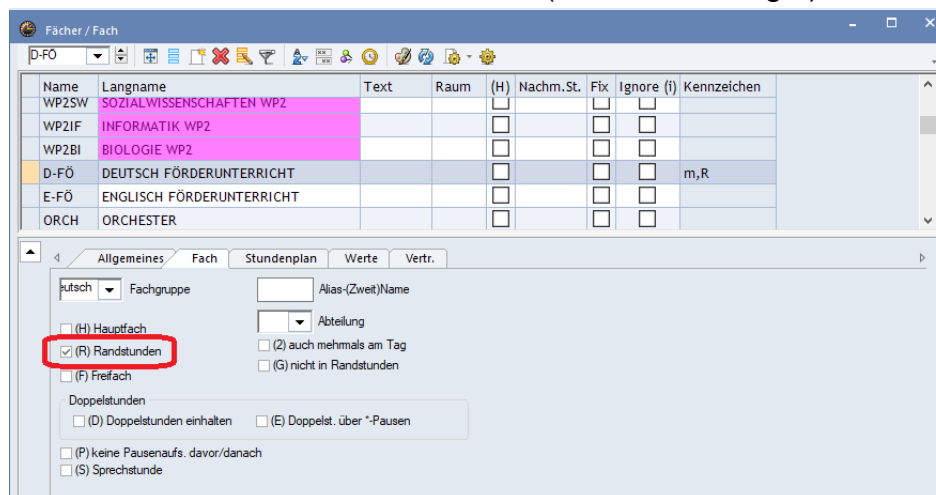 Fächer / Fach
D-FÖ
Name Langname Text Raum (H) Nachm.St. Fix Ignore (i) Kennzeichen
WP2SW SOZIALWISSENSCHAFTEN WP2
WP2IF INFORMATIK WP2
WP2BI BIOLOGIE WP2
D-FÖ DEUTSCH FÖRDERUNTERRICHT m,R
E-FÖ ENGLISCH FÖRDERUNTERRICHT
ORCH ORCHESTER
Allgemeines Fach Stundenplan Werte Vertr.
eutsch Fachgruppe Alias-(Zweit)Name
Abteilung
(H) Hauptfach
(2) auch mehrmals am Tag
(R) Randstunden
(G) nicht in Randstunden
(F) Freifach
Doppelstunden
(D) Doppelstunden einhalten (E) Doppelst. über *-Pausen
(P) keine Pausenaufs. davor/danach
(S) Sprechstunde